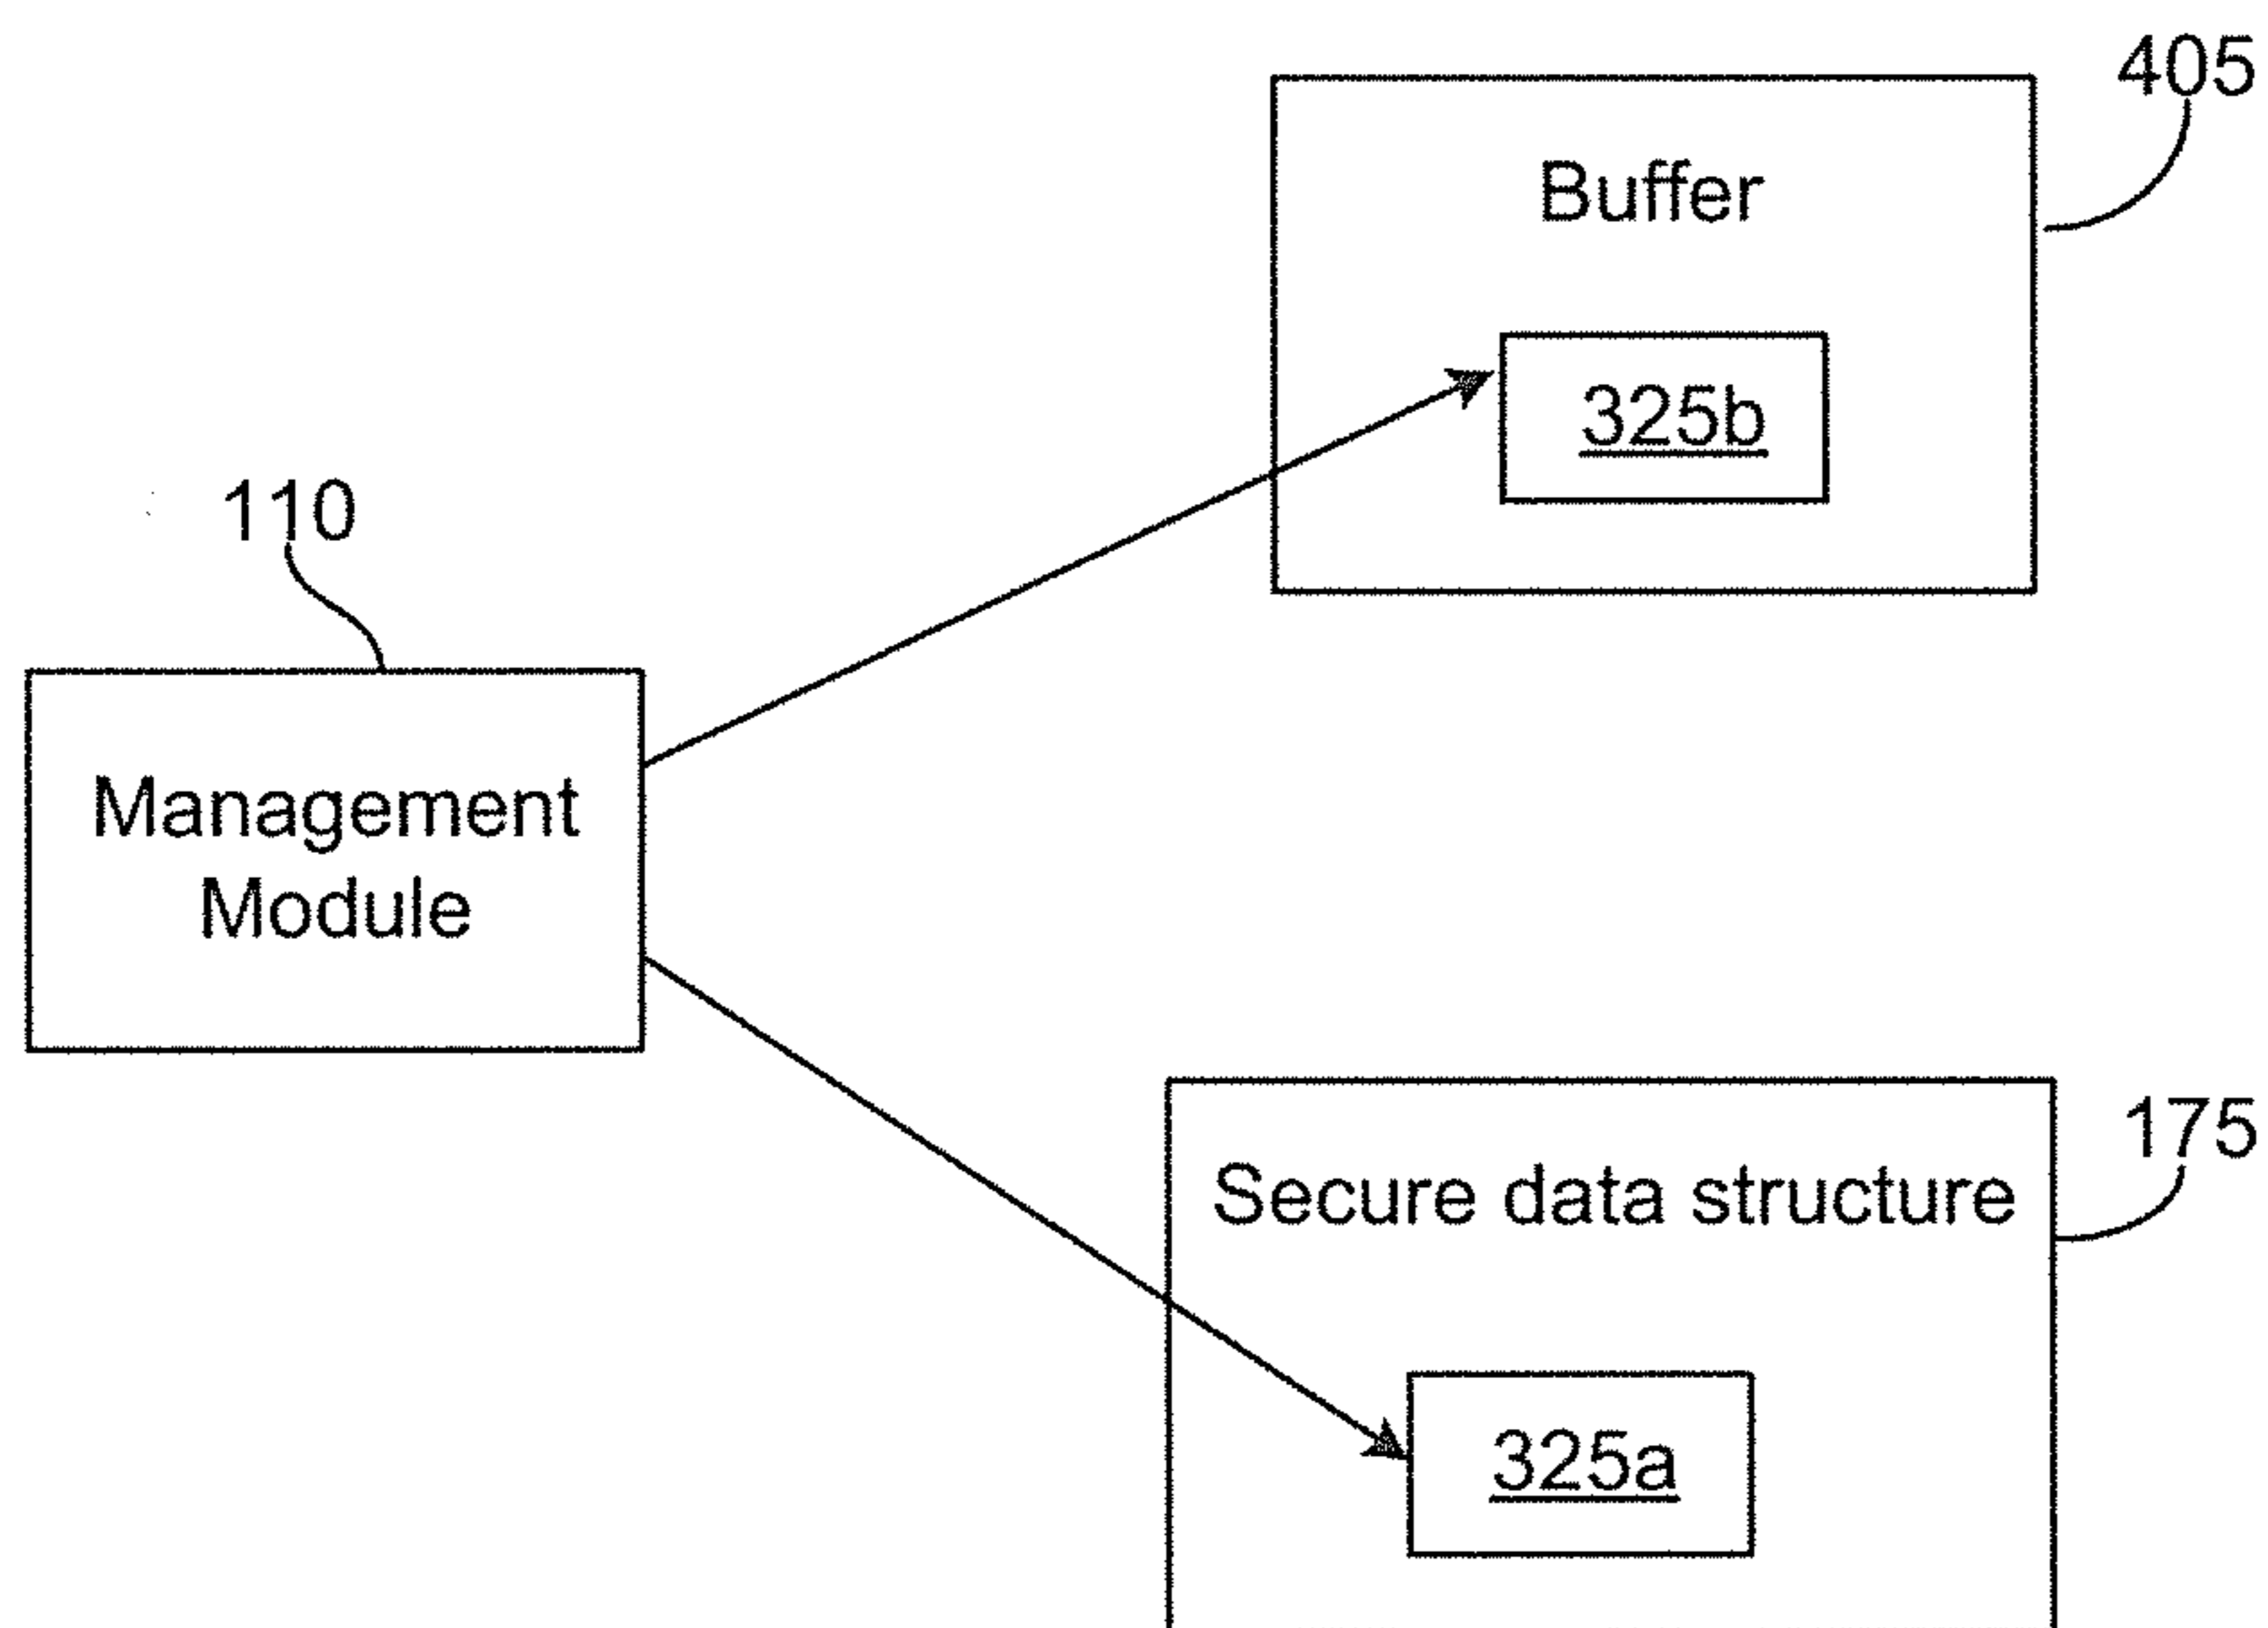 405
Buffer
325b
110
Management
Module
175
Secure data structure
325a